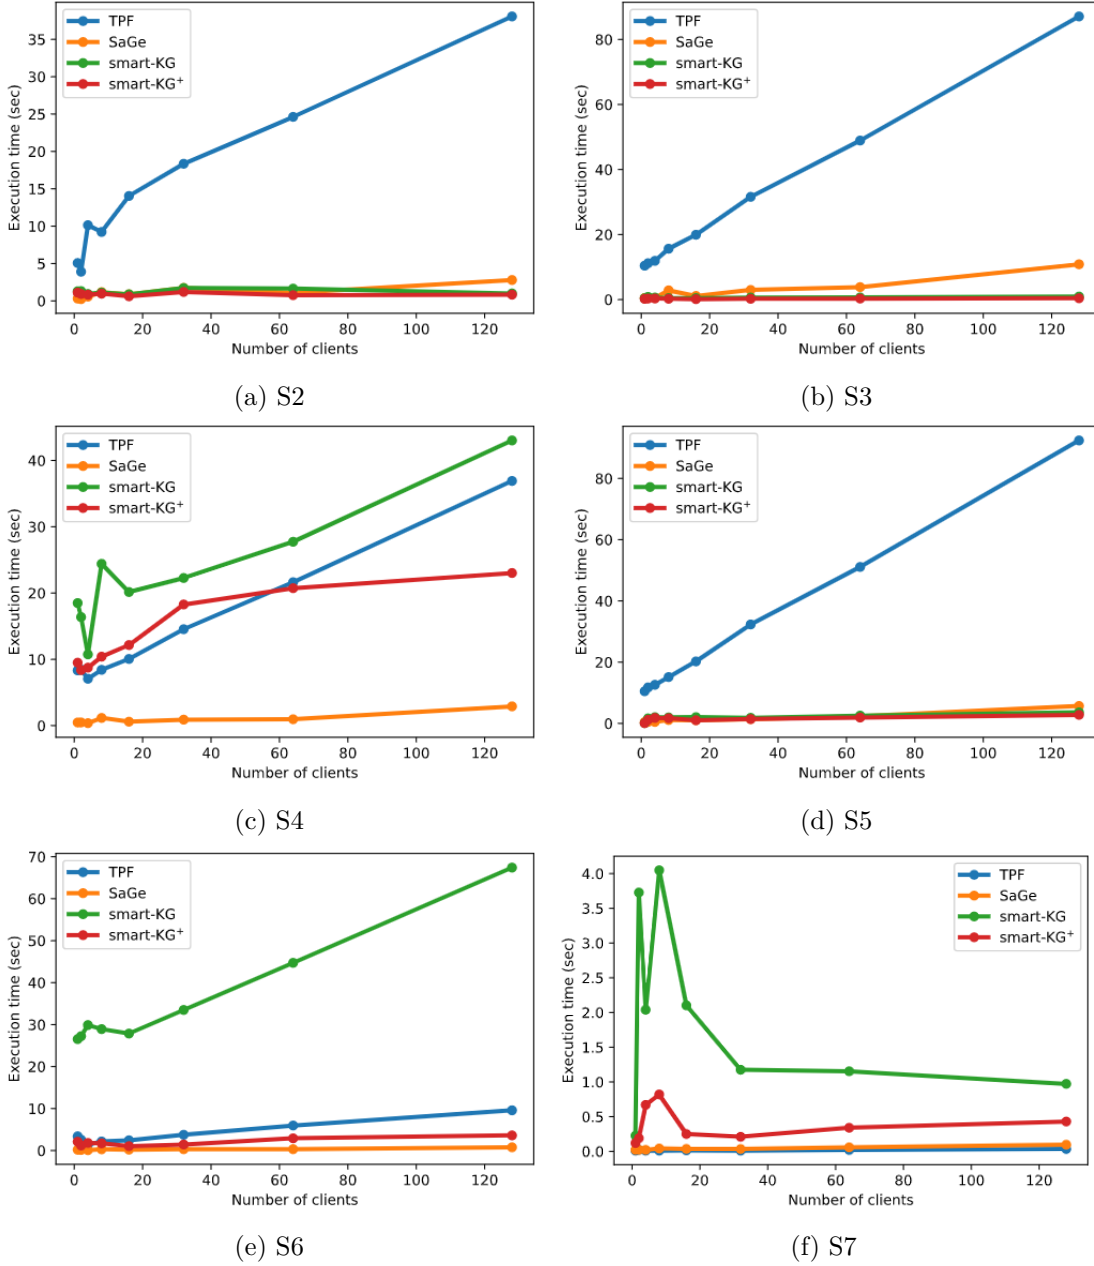 TPF
SaGe
smart-KG
smart-KG⁺
Execution time (sec)
35
30
25
20
15
10
5
0
0 20 40 60 80 100 120
Number of clients
(a) S2
TPF
SaGe
smart-KG
smart-KG⁺
Execution time (sec)
80
60
40
20
0
0 20 40 60 80 100 120
Number of clients
(b) S3
TPF
SaGe
smart-KG
smart-KG⁺
Execution time (sec)
40
30
20
10
0
0 20 40 60 80 100 120
Number of clients
(c) S4
TPF
SaGe
smart-KG
smart-KG⁺
Execution time (sec)
80
60
40
20
0
0 20 40 60 80 100 120
Number of clients
(d) S5
TPF
SaGe
smart-KG
smart-KG⁺
Execution time (sec)
70
60
50
40
30
20
10
0
0 20 40 60 80 100 120
Number of clients
(e) S6
TPF
SaGe
smart-KG
smart-KG⁺
Execution time (sec)
4.0
3.5
3.0
2.5
2.0
1.5
1.0
0.5
0.0
0 20 40 60 80 100 120
Number of clients
(f) S7